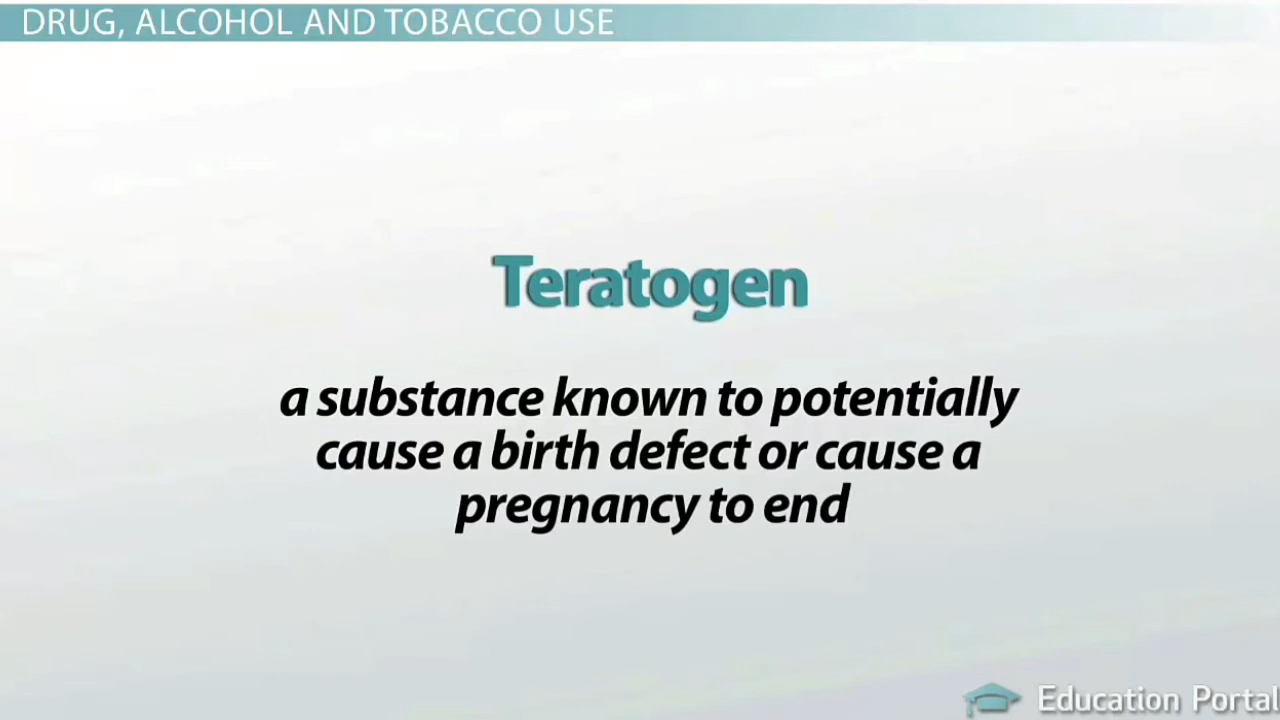 DRUG, ALCOHOL AND TOBACCO USE
Teratogen
a substance known to potentially
cause a birth defect or cause a
pregnancy to end
Education Portal